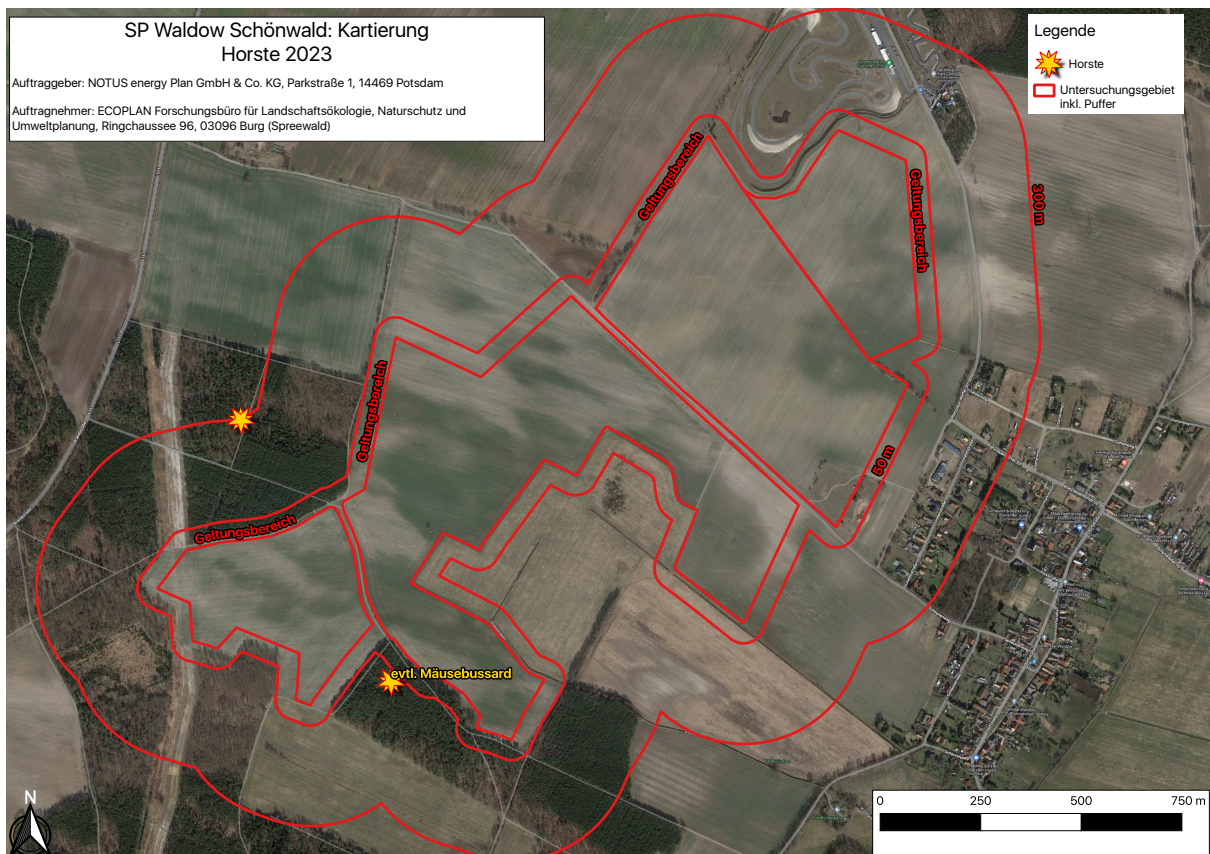 SP Waldow Schönwald: Kartierung
Horste 2023
Auftraggeber: NOTUS energy Plan GmbH & Co. KG, Parkstraße 1, 14469 Potsdam
Auftragnehmer: ECOPLAN Forschungsbüro für Landschaftsökologie, Naturschutz und
Umweltplanung, Ringchaussee 96, 03096 Burg (Spreewald)
Legende
Horste
Untersuchungsgebiet
inkl. Puffer
Geltungsbereich
Geltungsbereich
300 m
Geltungsbereich
50 m
Geltungsbereich
evtl. Mäusebussard
N
0 250 500 750 m